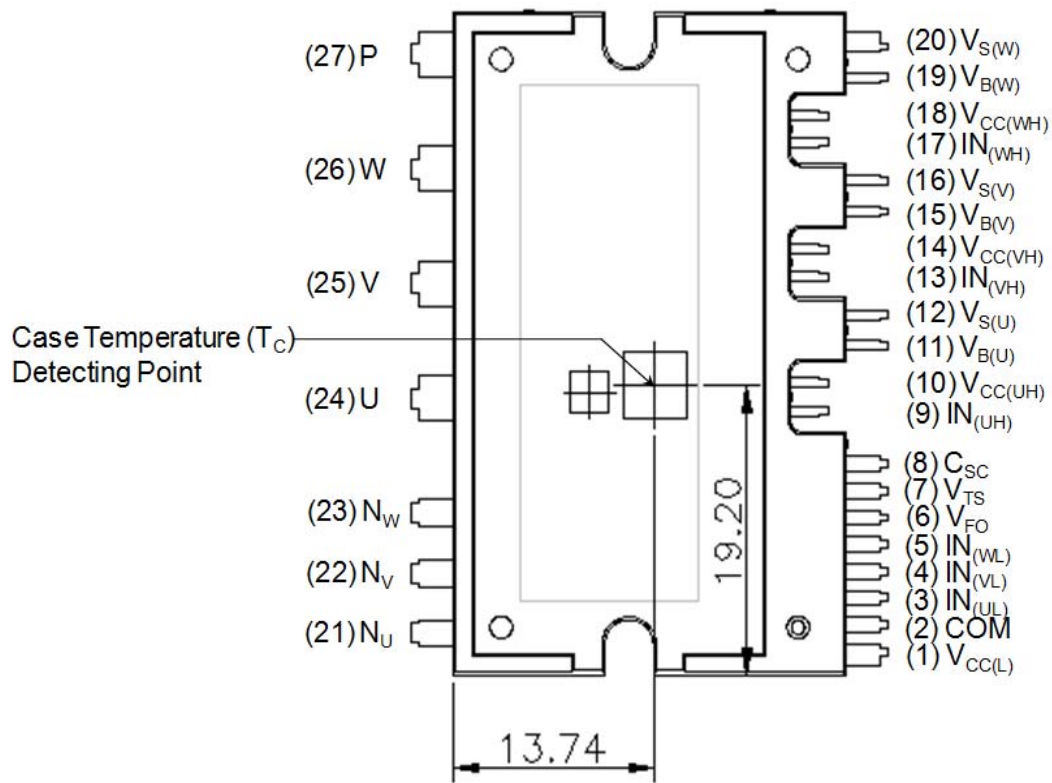 (27) P
(26) W
(25) V
Case Temperature (T_C)
Detecting Point
(24) U
(23) N_W
(22) N_V
(21) N_U
19.20
13.74
(20) V_S(W)
(19) V_B(W)
(18) V_CC(WH)
(17) IN_(WH)
(16) V_S(V)
(15) V_B(V)
(14) V_CC(VH)
(13) IN_(VH)
(12) V_S(U)
(11) V_B(U)
(10) V_CC(UH)
(9) IN_(UH)
(8) C_SC
(7) V_TS
(6) V_FO
(5) IN_(WL)
(4) IN_(VL)
(3) IN_(UL)
(2) COM
(1) V_CC(L)